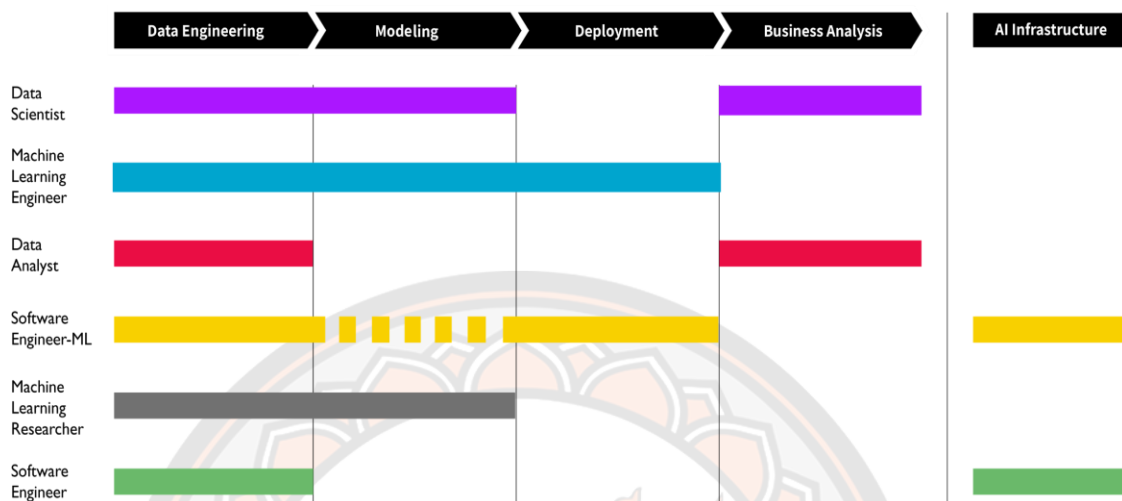 Data Engineering
Modeling
Deployment
Business Analysis
AI Infrastructure
Data
Scientist
Machine
Learning
Engineer
Data
Analyst
Software
Engineer-ML
Machine
Learning
Researcher
Software
Engineer